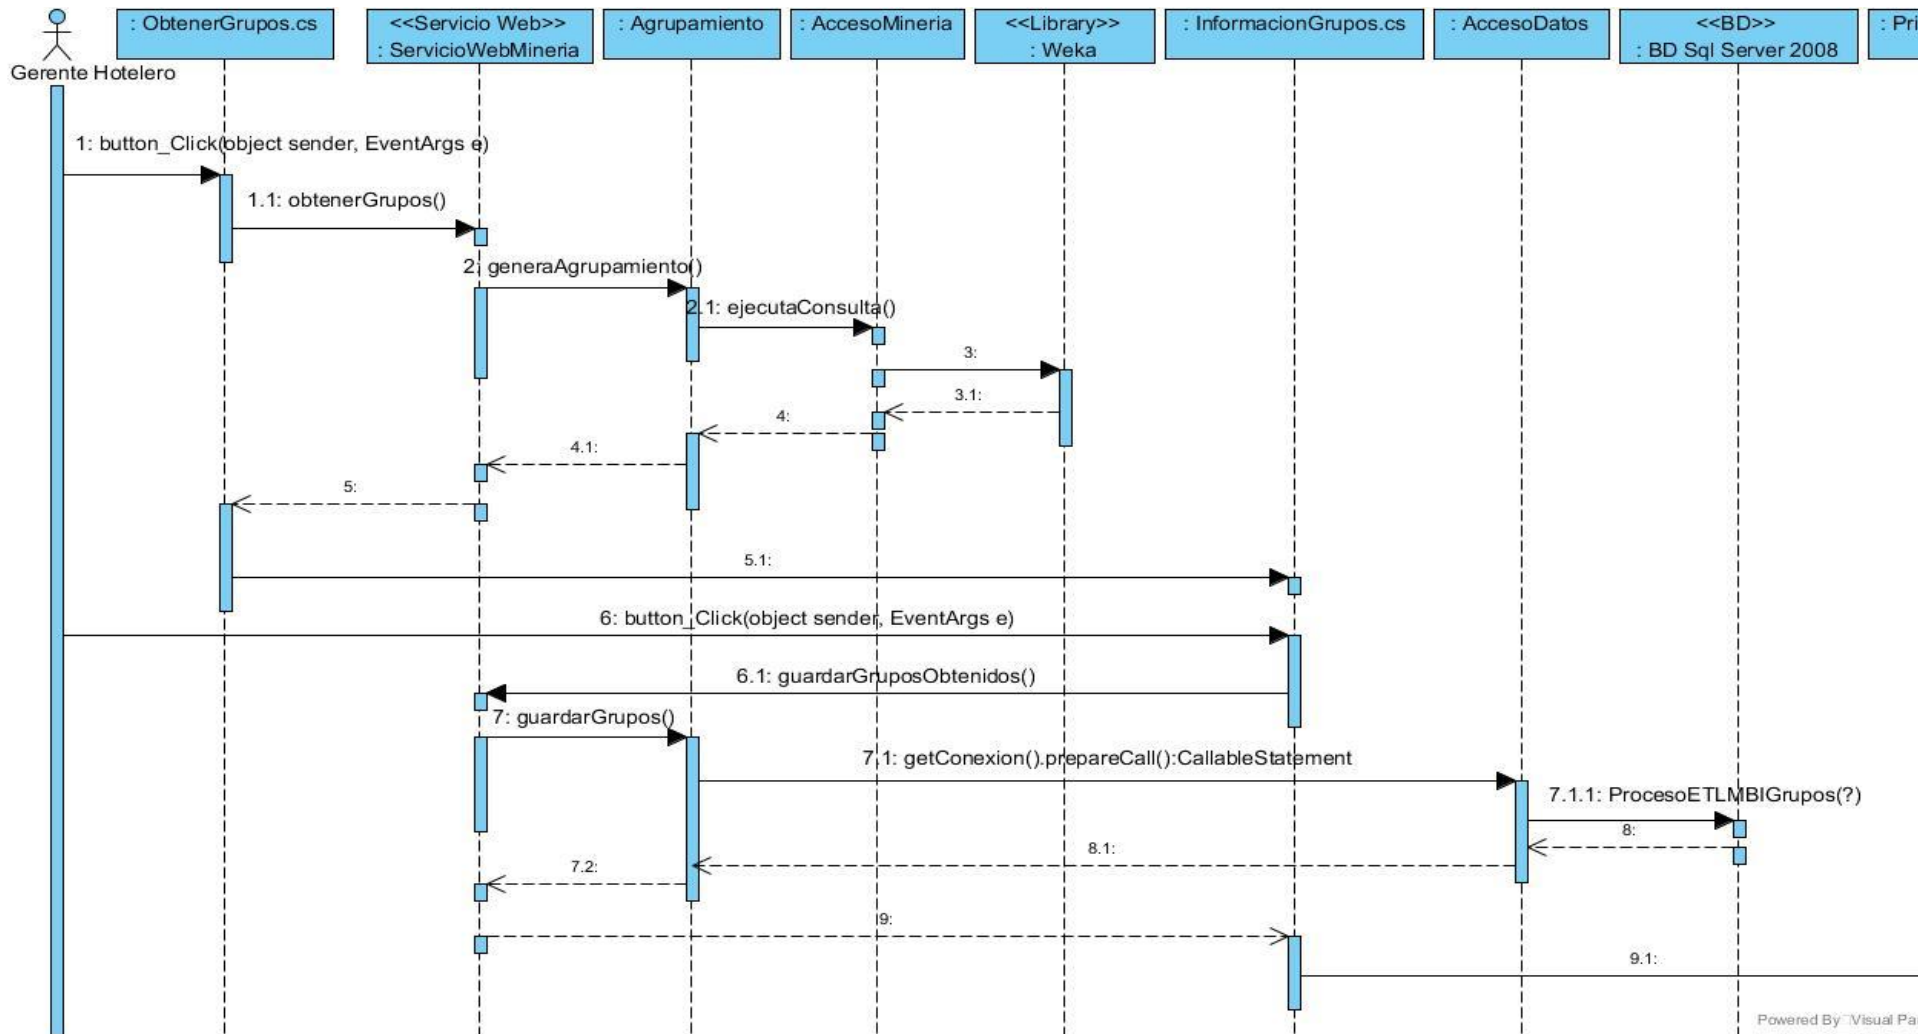 : ObtenerGrupos.cs
<<Servicio Web>>
: ServicioWebMineria
: Agrupamiento
: AccesoMineria
<<Library>>
: Weka
: InformacionGrupos.cs
: AccesoDatos
<<BD>>
: BD Sql Server 2008
: Pri
Gerente Hotelero
1: button_Click(object sender, EventArgs e)
1.1: obtenerGrupos()
2: generaAgrupamiento()
2.1: ejecutaConsulta()
3:
3.1:
4:
4.1:
5:
5.1:
6: button_Click(object sender, EventArgs e)
6.1: guardarGruposObtenidos()
7: guardarGrupos()
7.1: getConexion().prepareCall():CallableStatement
7.1.1: ProcesoETLMBIGrupos(?)
8:
8.1:
7.2:
9:
9.1:
Powered By Visual Pa